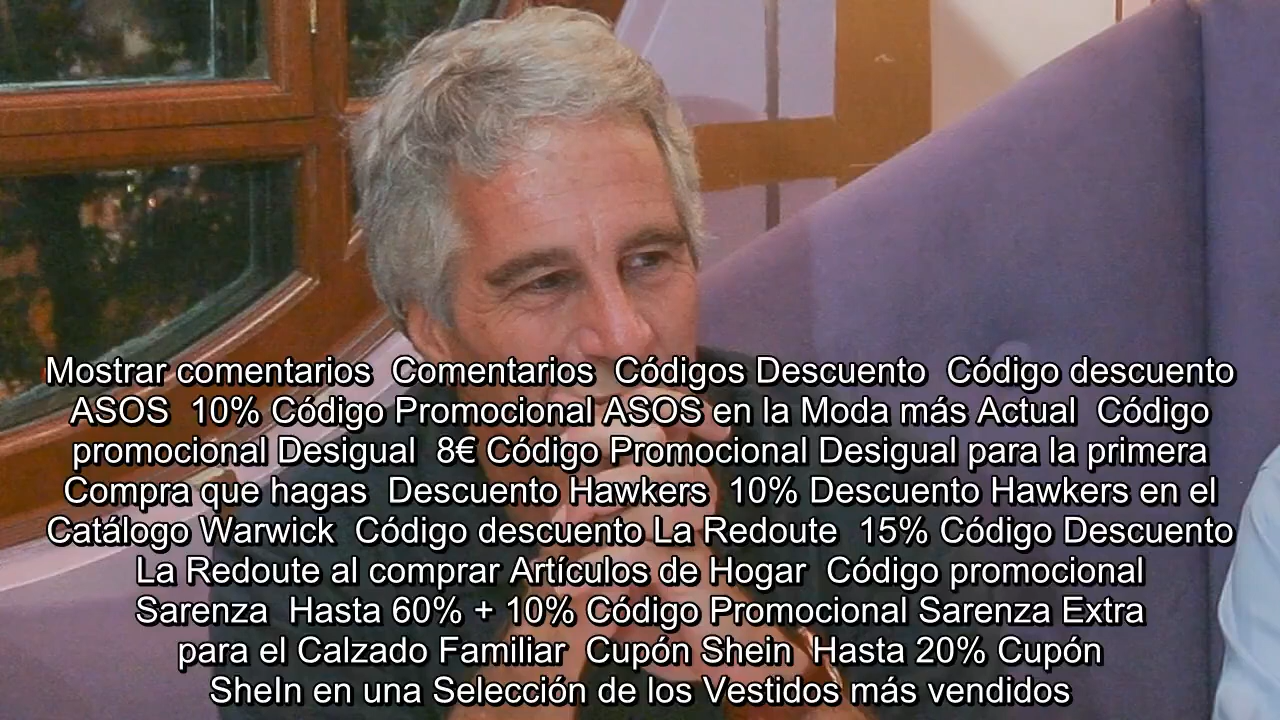 Mostrar comentarios  Comentarios  Códigos Descuento  Código descuento
ASOS  10% Código Promocional ASOS en la Moda más Actual  Código
promocional Desigual  8€ Código Promocional Desigual para la primera
Compra que hagas  Descuento Hawkers  10% Descuento Hawkers en el
Catálogo Warwick  Código descuento La Redoute  15% Código Descuento
La Redoute al comprar Artículos de Hogar  Código promocional
Sarenza  Hasta 60% + 10% Código Promocional Sarenza Extra
para el Calzado Familiar  Cupón Shein  Hasta 20% Cupón
SheIn en una Selección de los Vestidos más vendidos